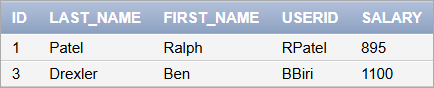 ID LAST_NAME FIRST_NAME USERID SALARY
1 Patel Ralph RPatel 895
3 Drexler Ben BBiri 1100